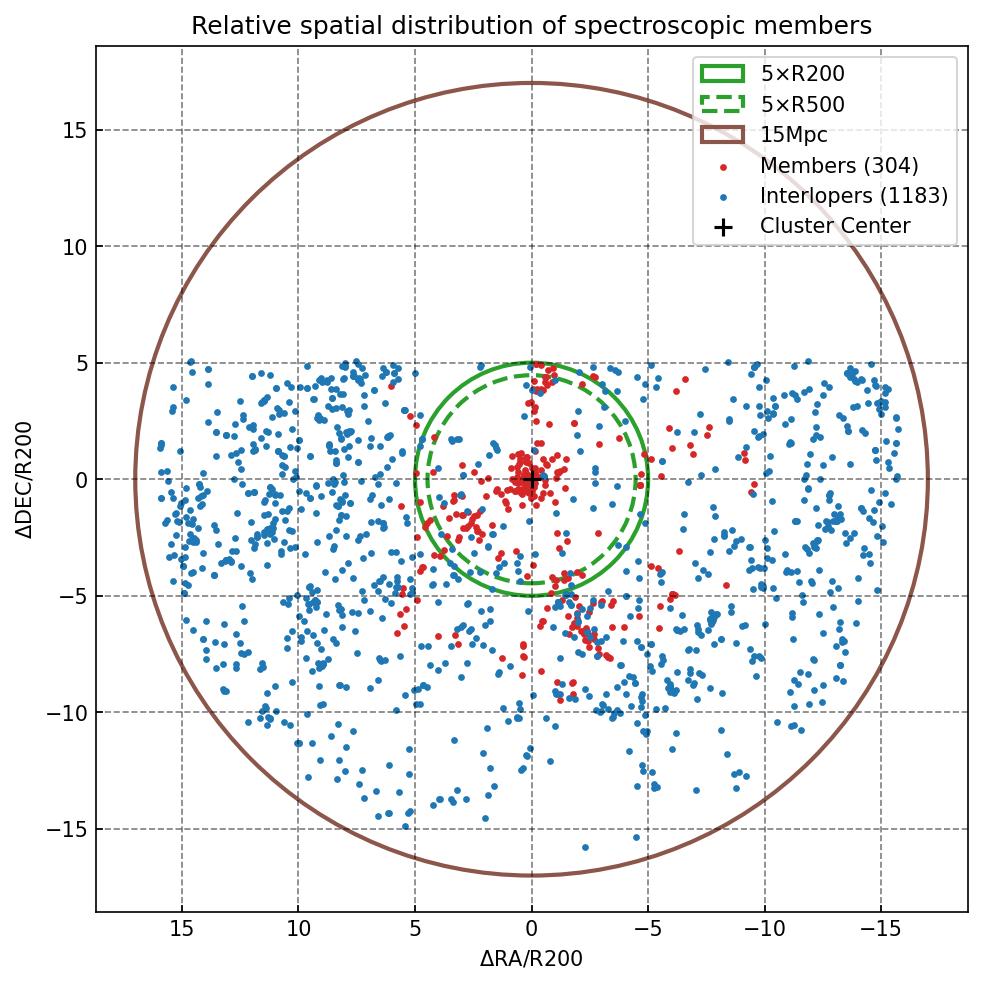 Relative spatial distribution of spectroscopic members
5×R200
5×R500
15Mpc
Members (304)
Interlopers (1183)
Cluster Center
ΔDEC/R200
15
10
5
0
−5
−10
−15
15 10 5 0 −5 −10 −15
ΔRA/R200